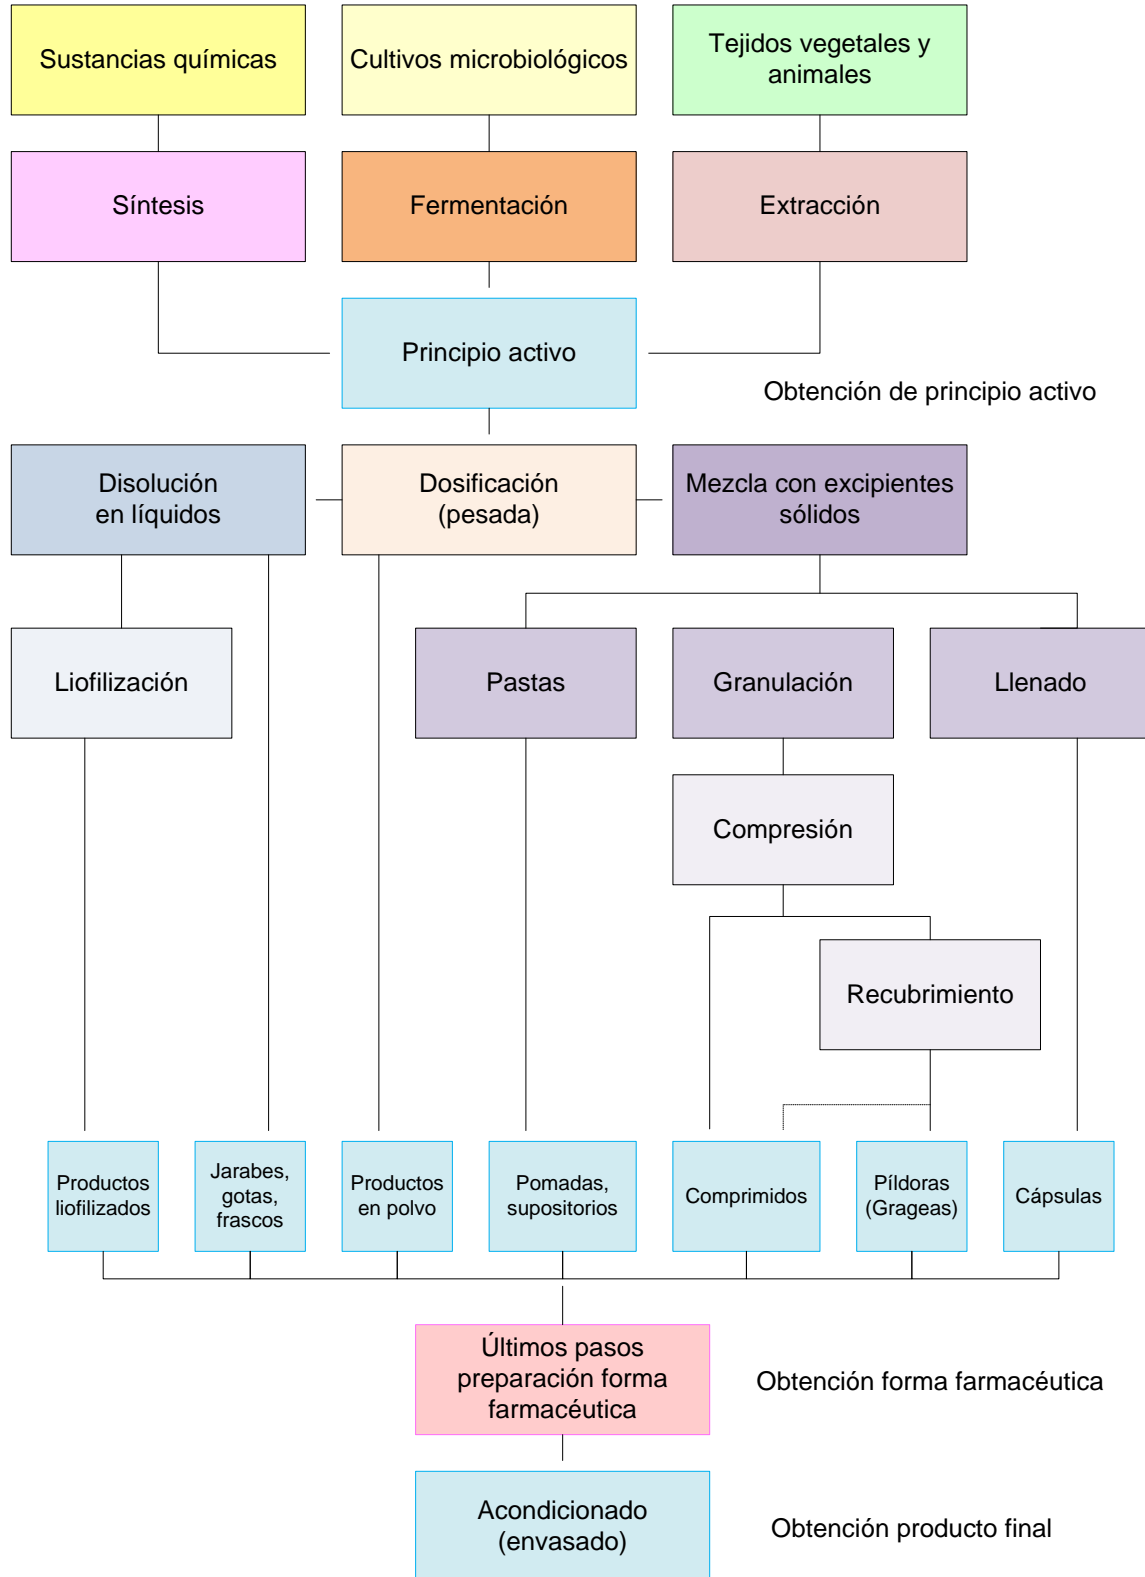 Sustancias químicas
Cultivos microbiológicos
Tejidos vegetales y
animales
Síntesis
Fermentación
Extracción
Principio activo
Obtención de principio activo
Disolución
en líquidos
Dosificación
(pesada)
Mezcla con excipientes
sólidos
Liofilización
Pastas
Granulación
Llenado
Compresión
Recubrimiento
Productos
liofilizados
Jarabes,
gotas,
frascos
Productos
en polvo
Pomadas,
supositorios
Comprimidos
Píldoras
(Grageas)
Cápsulas
Últimos pasos
preparación forma
farmacéutica
Obtención forma farmacéutica
Acondicionado
(envasado)
Obtención producto final